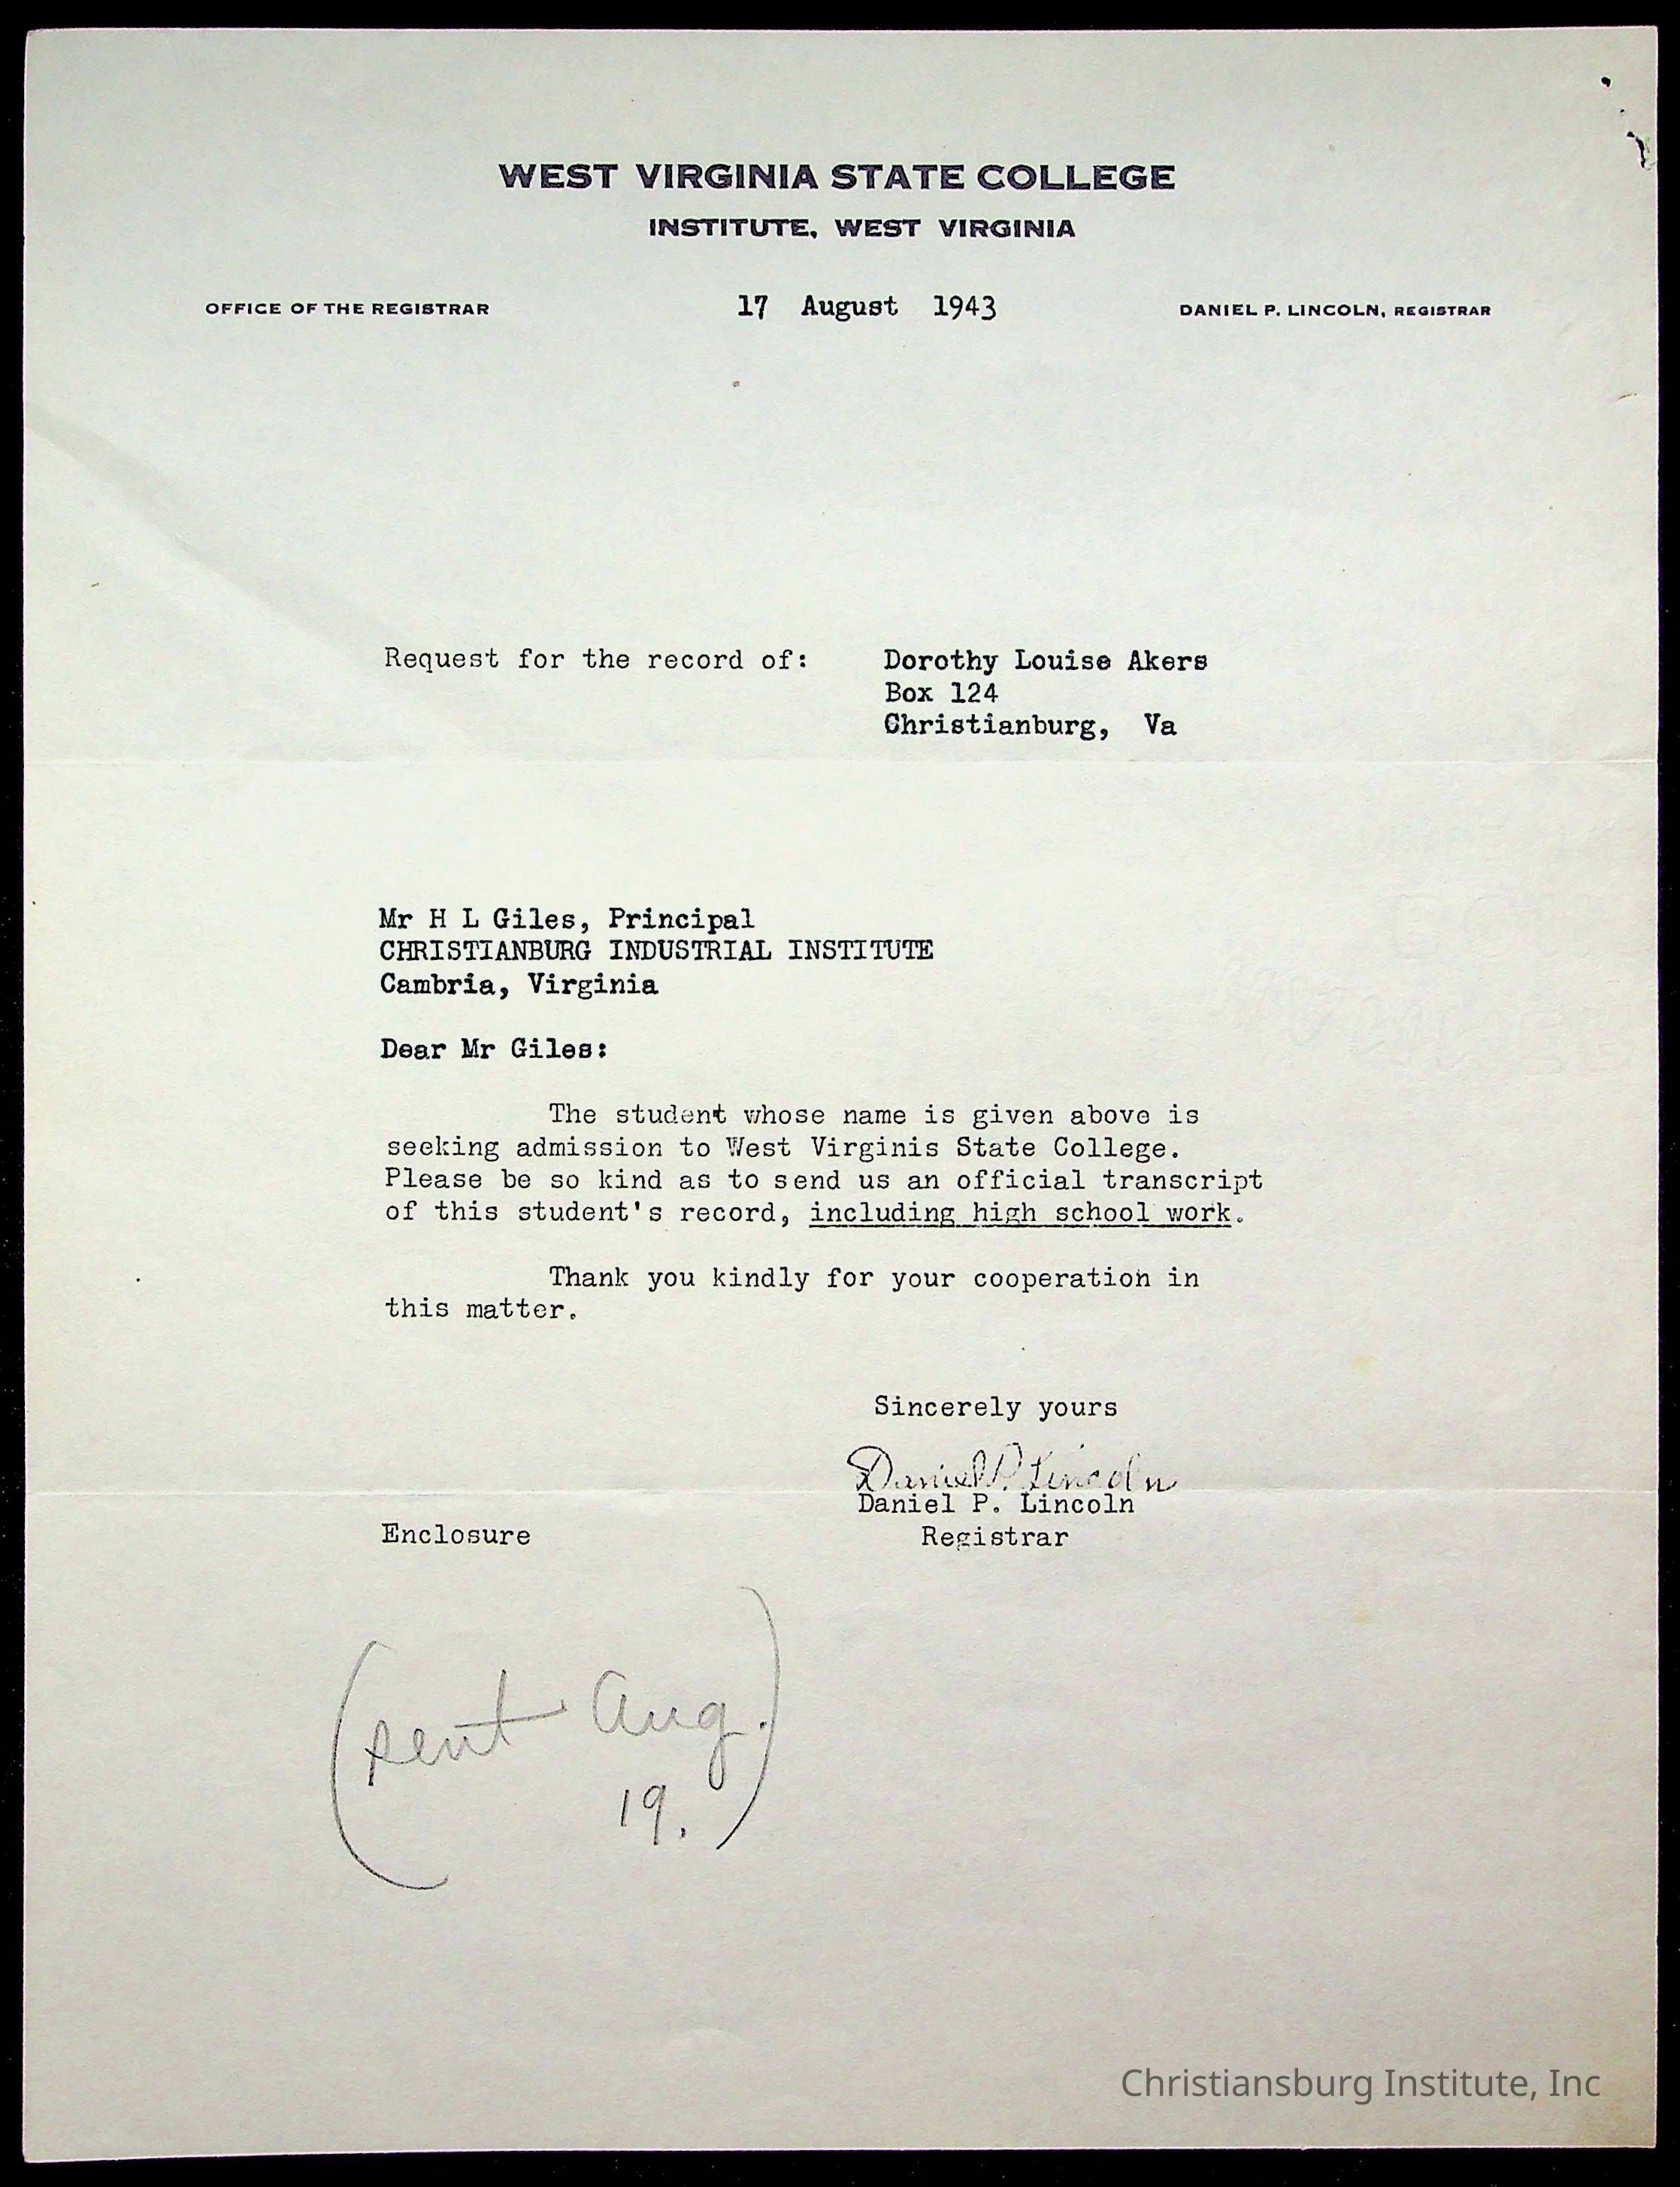 WEST VIRGINIA STATE COLLEGE
INSTITUTE, WEST VIRGINIA
OFFICE OF THE REGISTRAR 17 August 1943 DANIEL P. LINCOLN, REGISTRAR
Request for the record of: Dorothy Louise Akers
Box 124
Christianburg, Va
Mr H L Giles, Principal
CHRISTIANBURG INDUSTRIAL INSTITUTE
Cambria, Virginia
Dear Mr Giles:
The student whose name is given above is
seeking admission to West Virginis State College.
Please be so kind as to send us an official transcript
of this student's record, including high school work.
Thank you kindly for your cooperation in
this matter.
Sincerely yours
Daniel P. Lincoln
Daniel P. Lincoln
Enclosure Registrar
(sent Aug.
19.)
Christiansburg Institute, Inc